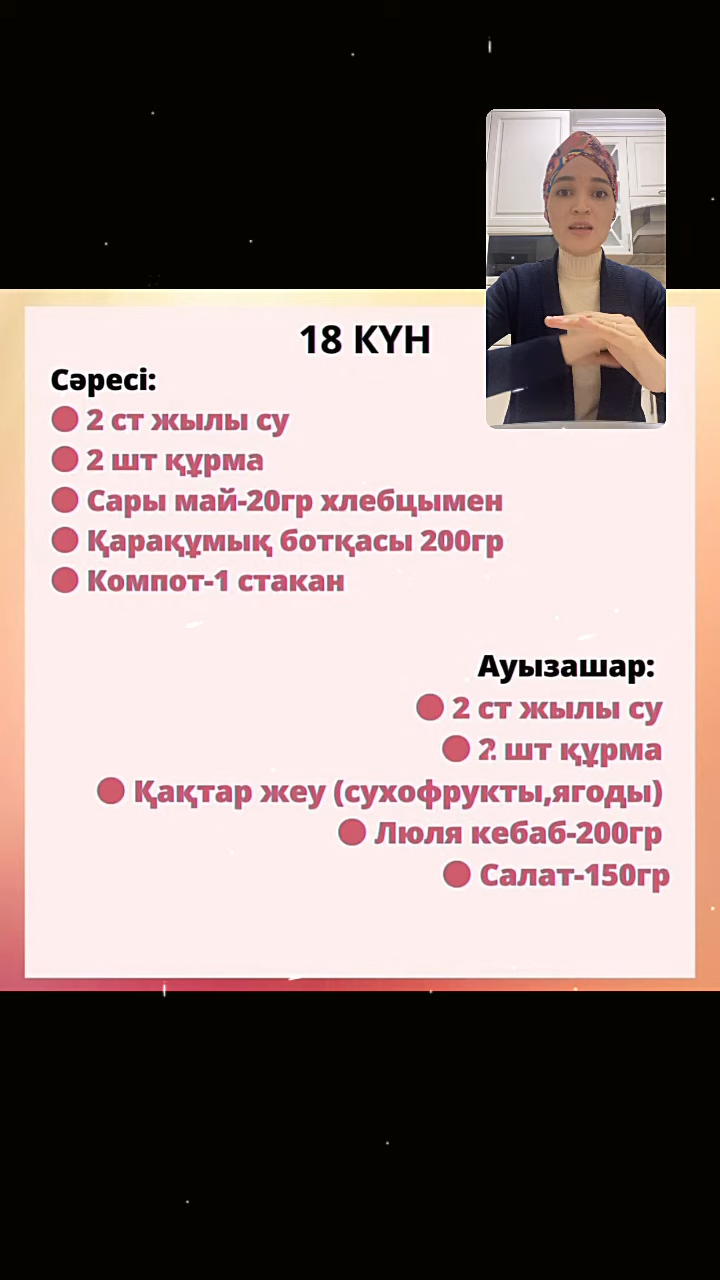 18 КҮН
Сәресі:
2 ст жылы су
2 шт құрма
Сары май-20гр хлебцымен
Қарақұмық ботқасы 200гр
Компот-1 стакан
Ауызашар:
2 ст жылы су
2 шт құрма
Қақтар жеу (сухофрукты,ягоды)
Люля кебаб-200гр
Салат-150гр